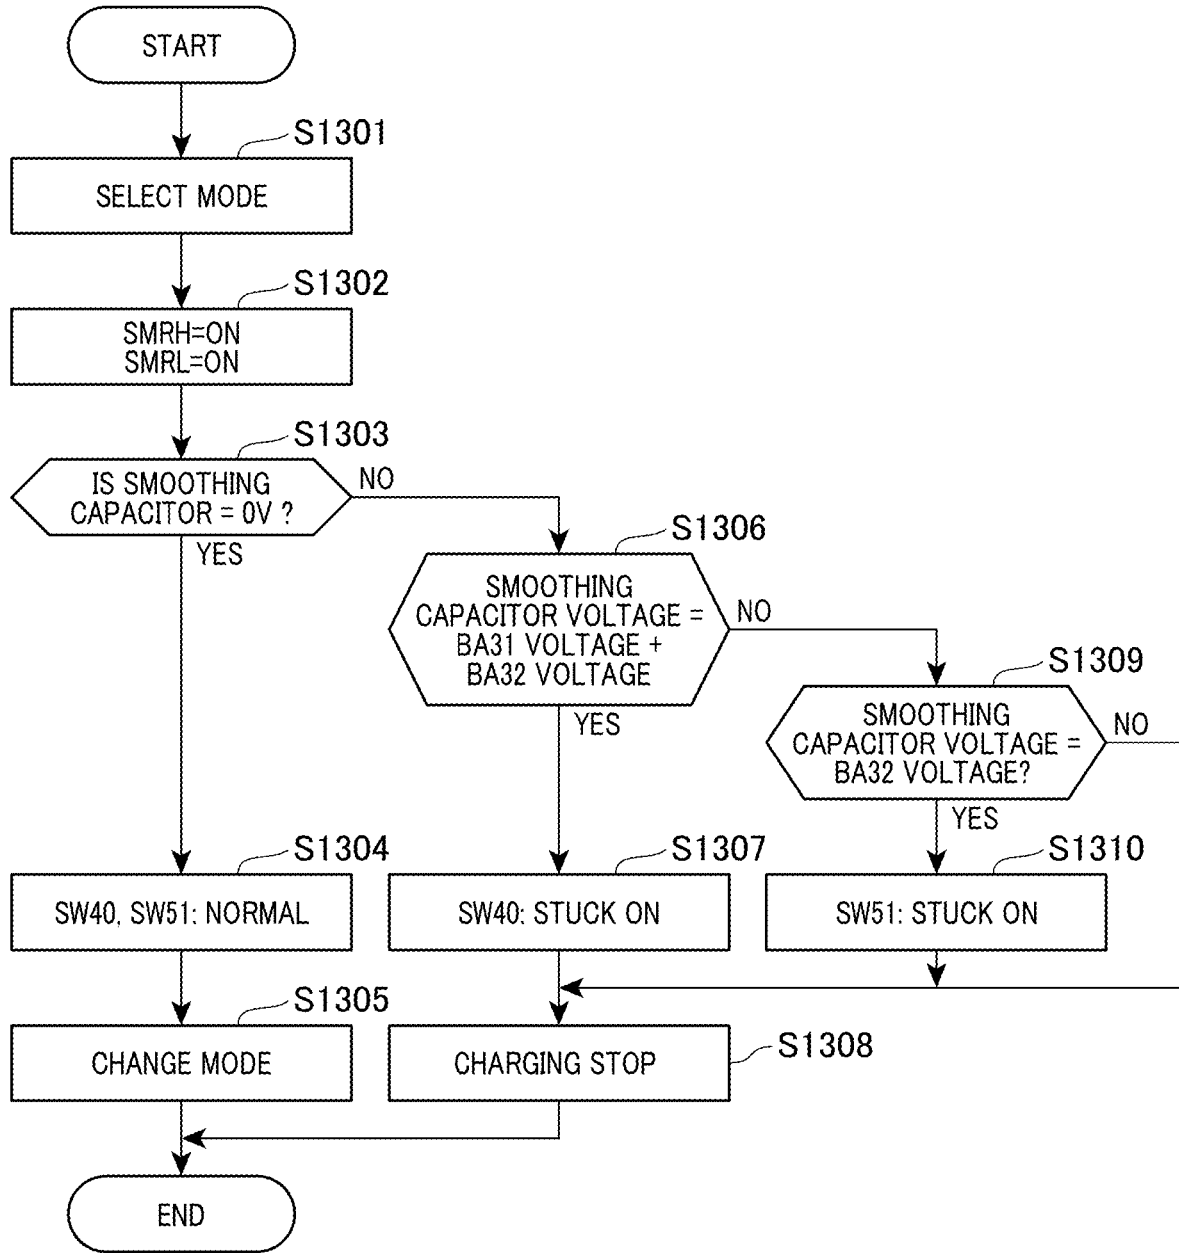 START
S1301
SELECT MODE
S1302
SMRH=ON
SMRL=ON
S1303
IS SMOOTHING
CAPACITOR = 0V ?
NO
YES
S1306
SMOOTHING
CAPACITOR VOLTAGE =
BA31 VOLTAGE +
BA32 VOLTAGE
NO
YES
S1309
SMOOTHING
CAPACITOR VOLTAGE =
BA32 VOLTAGE?
NO
YES
S1304
SW40, SW51: NORMAL
S1307
SW40: STUCK ON
S1310
SW51: STUCK ON
S1305
CHANGE MODE
CHARGING STOP
S1308
END